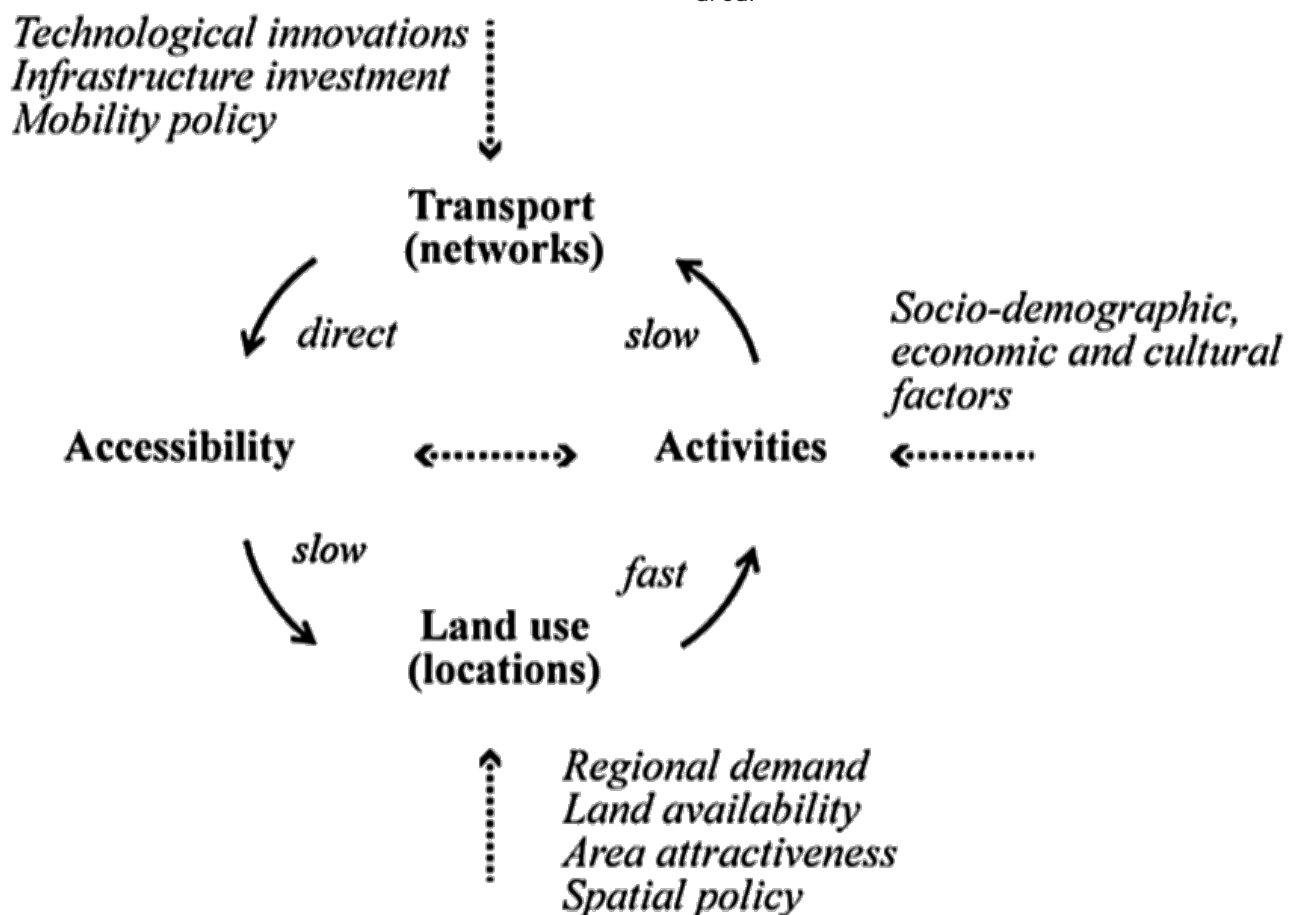 Technological innovations
Infrastructure investment
Mobility policy
Transport
(networks)
direct
slow
Socio-demographic,
economic and cultural
factors
Accessibility
Activities
slow
fast
Land use
(locations)
Regional demand
Land availability
Area attractiveness
Spatial policy